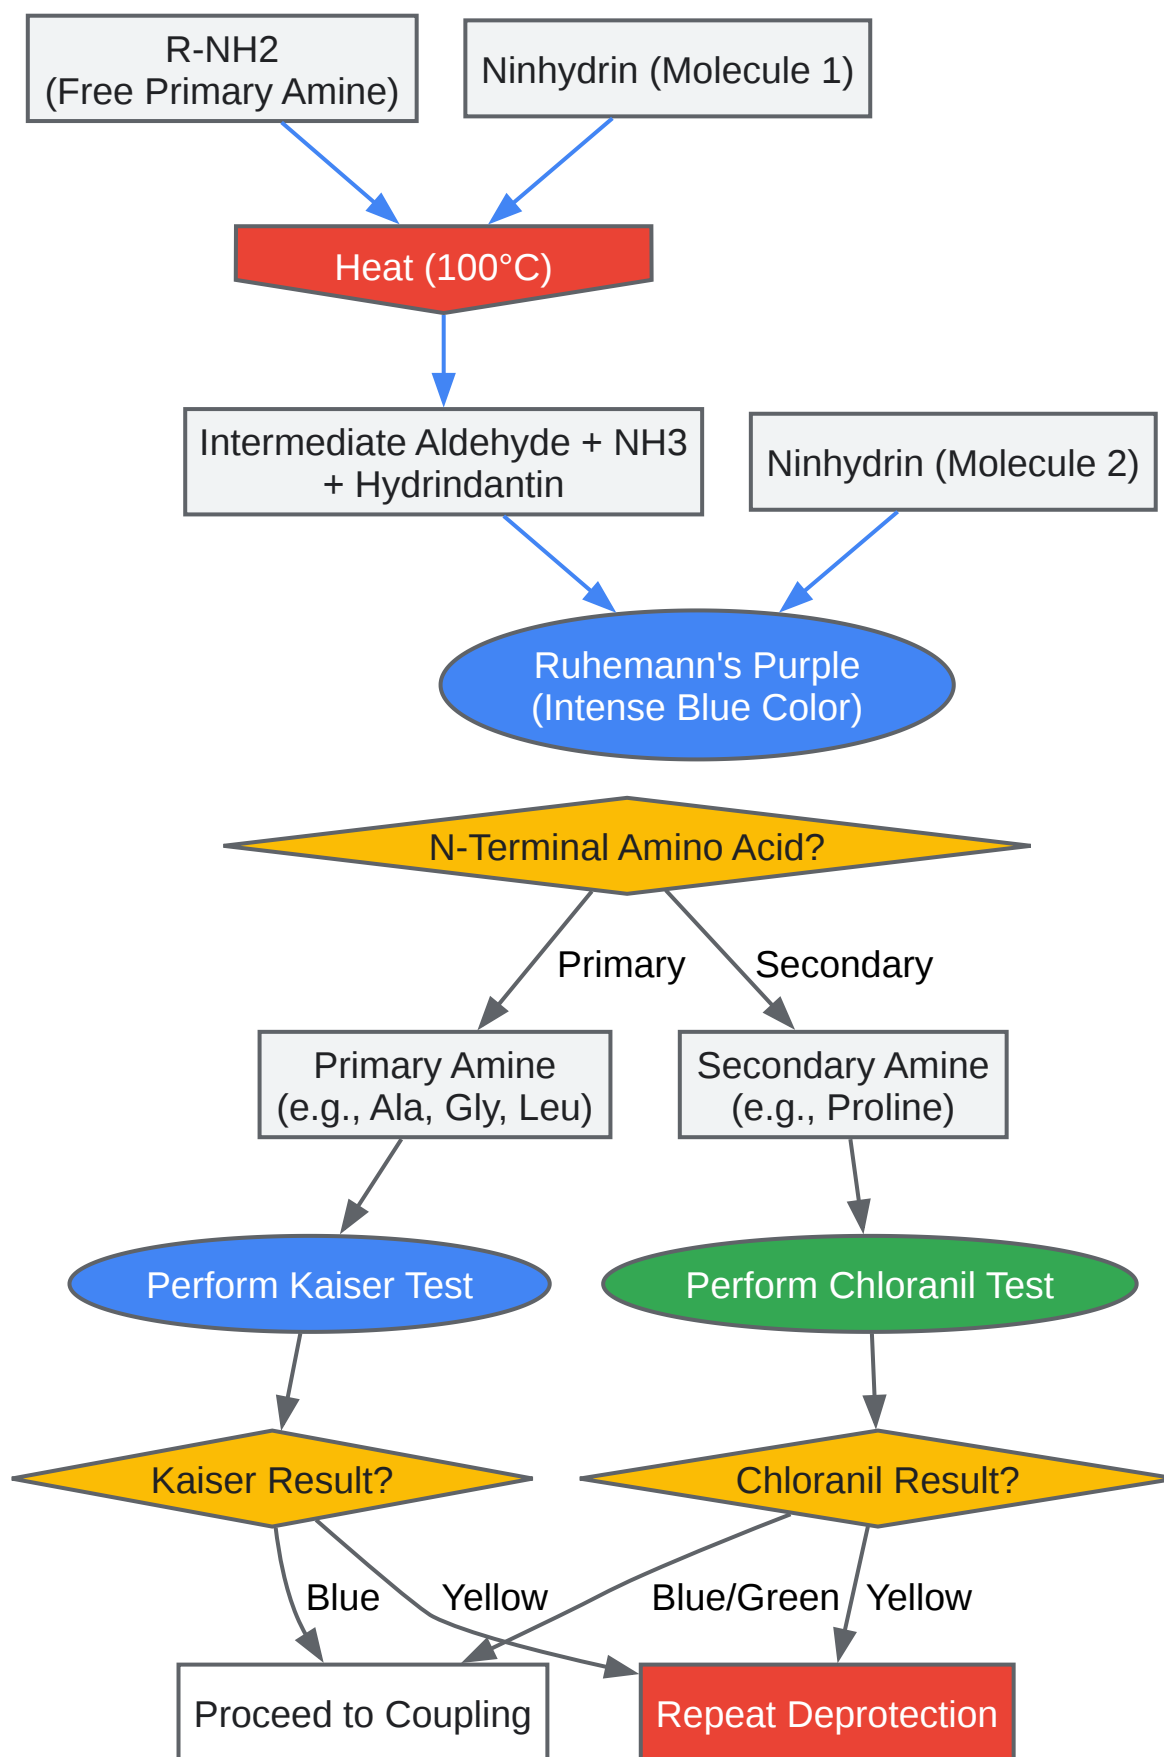 R-NH2
(Free Primary Amine)
Ninhydrin (Molecule 1)
Heat (100°C)
Intermediate Aldehyde + NH3
+ Hydrindantin
Ninhydrin (Molecule 2)
Ruhemann's Purple
(Intense Blue Color)
N-Terminal Amino Acid?
Primary
Secondary
Primary Amine
(e.g., Ala, Gly, Leu)
Secondary Amine
(e.g., Proline)
Perform Kaiser Test
Perform Chloranil Test
Kaiser Result?
Chloranil Result?
Blue
Yellow
Blue/Green
Yellow
Proceed to Coupling
Repeat Deprotection